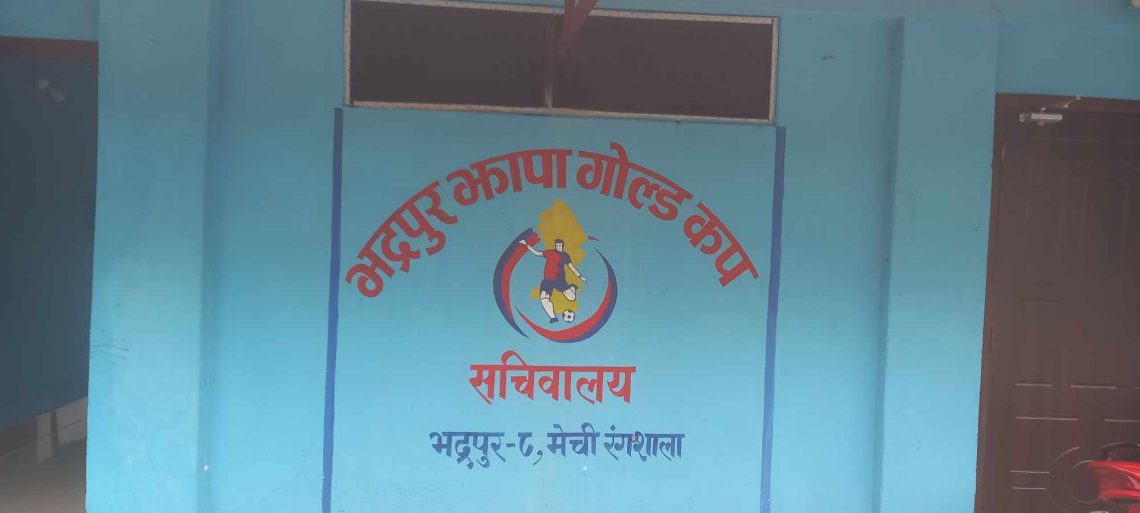 भद्रपुर झापा गोल्ड कप
सचिवालय
भद्रपुर-८, मेची रंगशाला